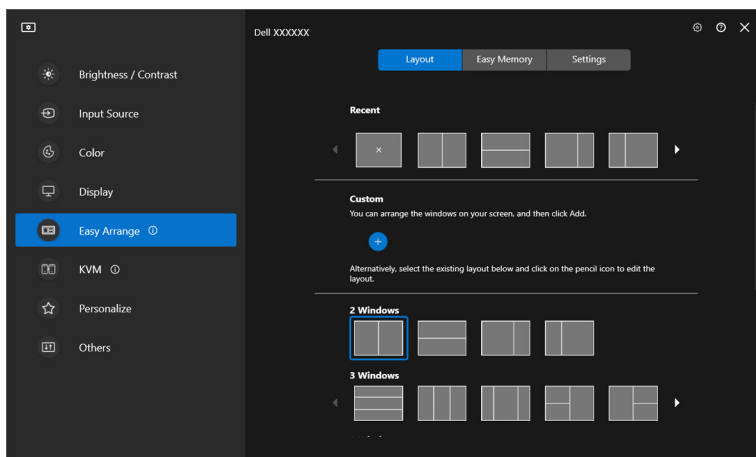 Dell XXXXXX
Brightness / Contrast
Input Source
Color
Display
Easy Arrange
KVM
Personalize
Others
Layout
Easy Memory
Settings
Recent
Custom
You can arrange the windows on your screen, and then click Add.
Alternatively, select the existing layout below and click on the pencil icon to edit the
layout.
2 Windows
3 Windows